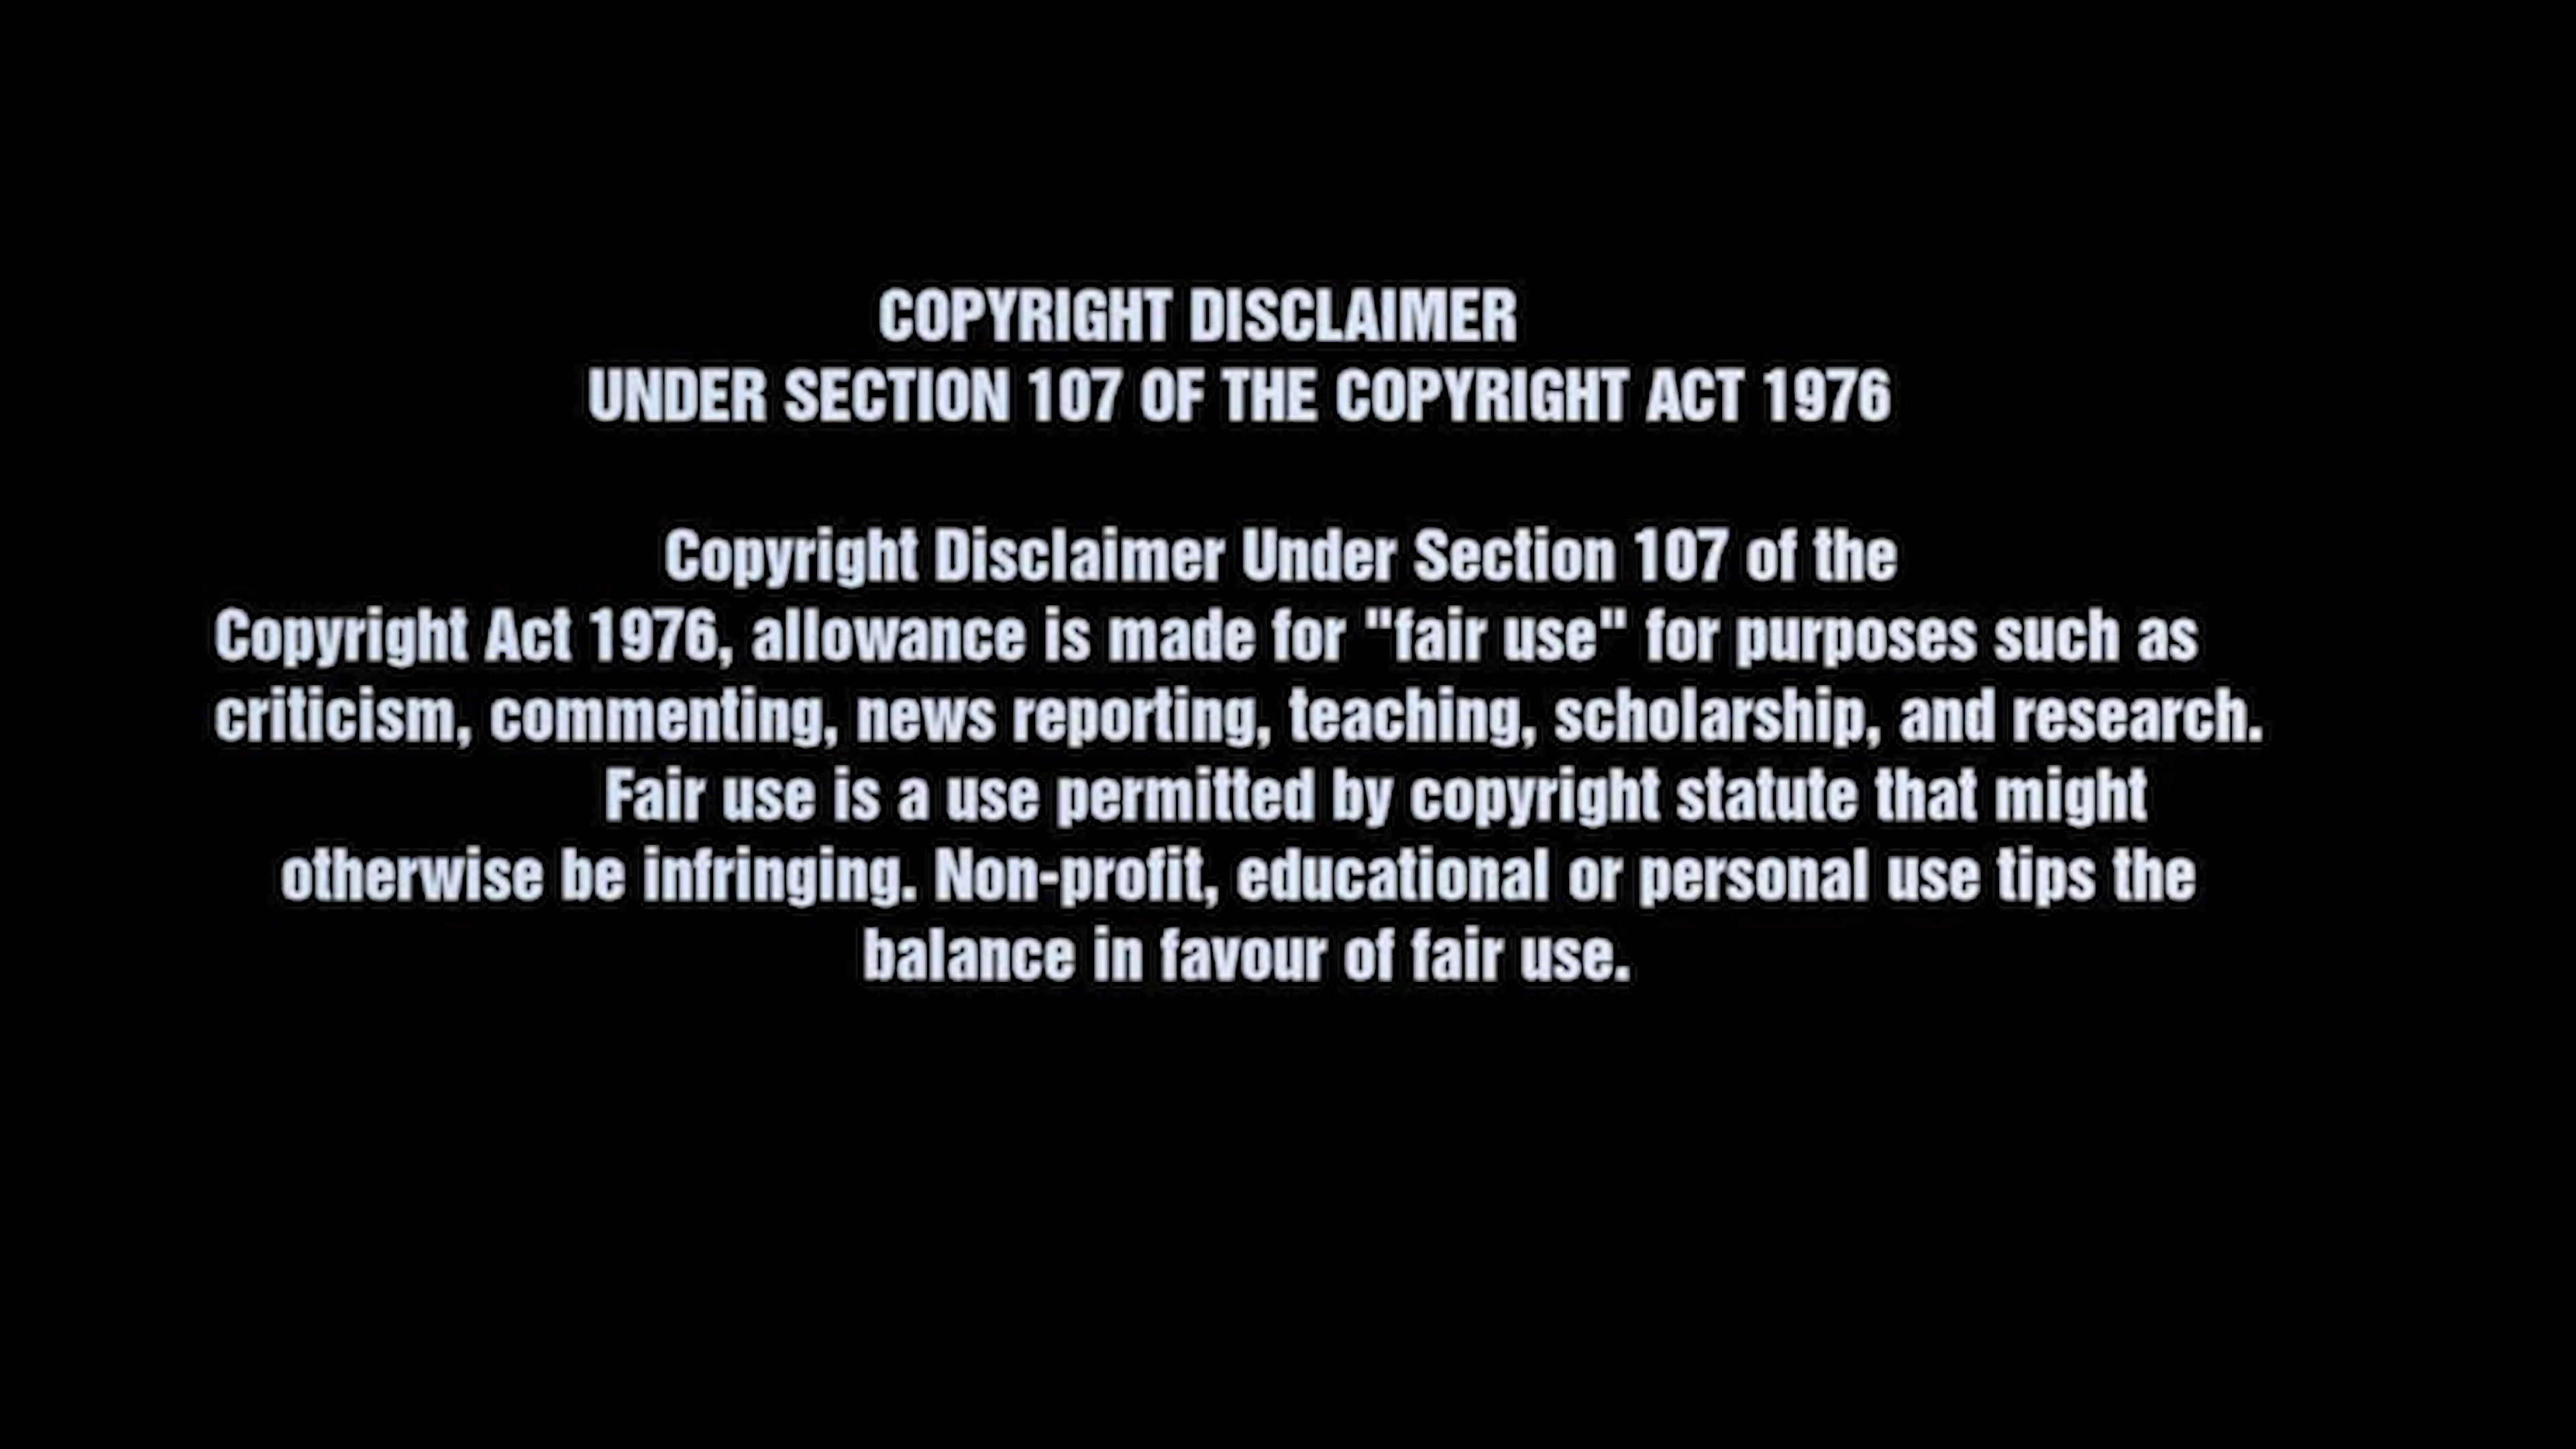 COPYRIGHT DISCLAIMER
UNDER SECTION 107 OF THE COPYRIGHT ACT 1976
Copyright Disclaimer Under Section 107 of the
Copyright Act 1976, allowance is made for "fair use" for purposes such as
criticism, commenting, news reporting, teaching, scholarship, and research.
Fair use is a use permitted by copyright statute that might
otherwise be infringing. Non-profit, educational or personal use tips the
balance in favour of fair use.